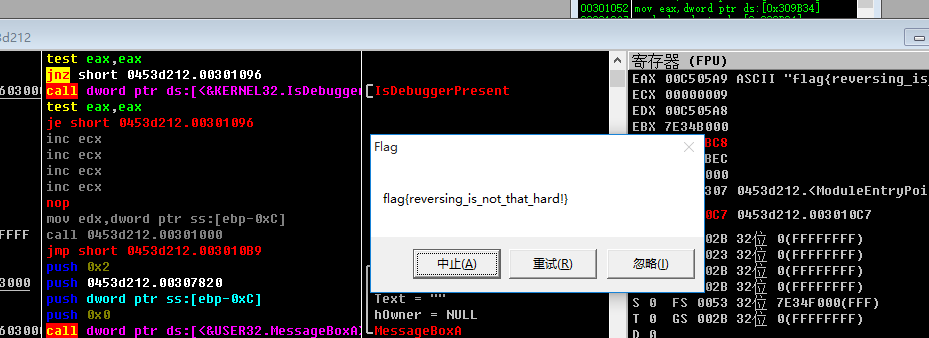 00301052
mov eax,dword ptr ds:[0x309B34]
3d212
test eax,eax
jnz short 0453d212.00301096
603000
call dword ptr ds:[<&KERNEL32.IsDebugger
IsDebuggerPresent
test eax,eax
je short 0453d212.00301096
inc ecx
inc ecx
inc ecx
inc ecx
nop
mov edx,dword ptr ss:[ebp-0xC]
FFFF
call 0453d212.00301000
jmp short 0453d212.003010B9
push 0x2
3000
push 0453d212.00307820
push dword ptr ss:[ebp-0xC]
Text = ""
push 0x0
hOwner = NULL
603000
call dword ptr ds:[<&USER32.MessageBoxA>
MessageBoxA
Flag
flag{reversing_is_not_that_hard!}
中止(A)
重试(R)
忽略(I)
寄存器 (FPU)
EAX 00C505A9 ASCII "flag{reversing_is_
ECX 00000009
EDX 00C505A8
EBX 7E34B000
8C8
BEC
000
307 0453d212.<ModuleEntryPoi
0C7 0453d212.003010C7
002B 32位 0(FFFFFFFF)
0023 32位 0(FFFFFFFF)
002B 32位 0(FFFFFFFF)
002B 32位 0(FFFFFFFF)
S 0 FS 0053 32位 7E34F000(FFF)
T 0 GS 002B 32位 0(FFFFFFFF)
D 0